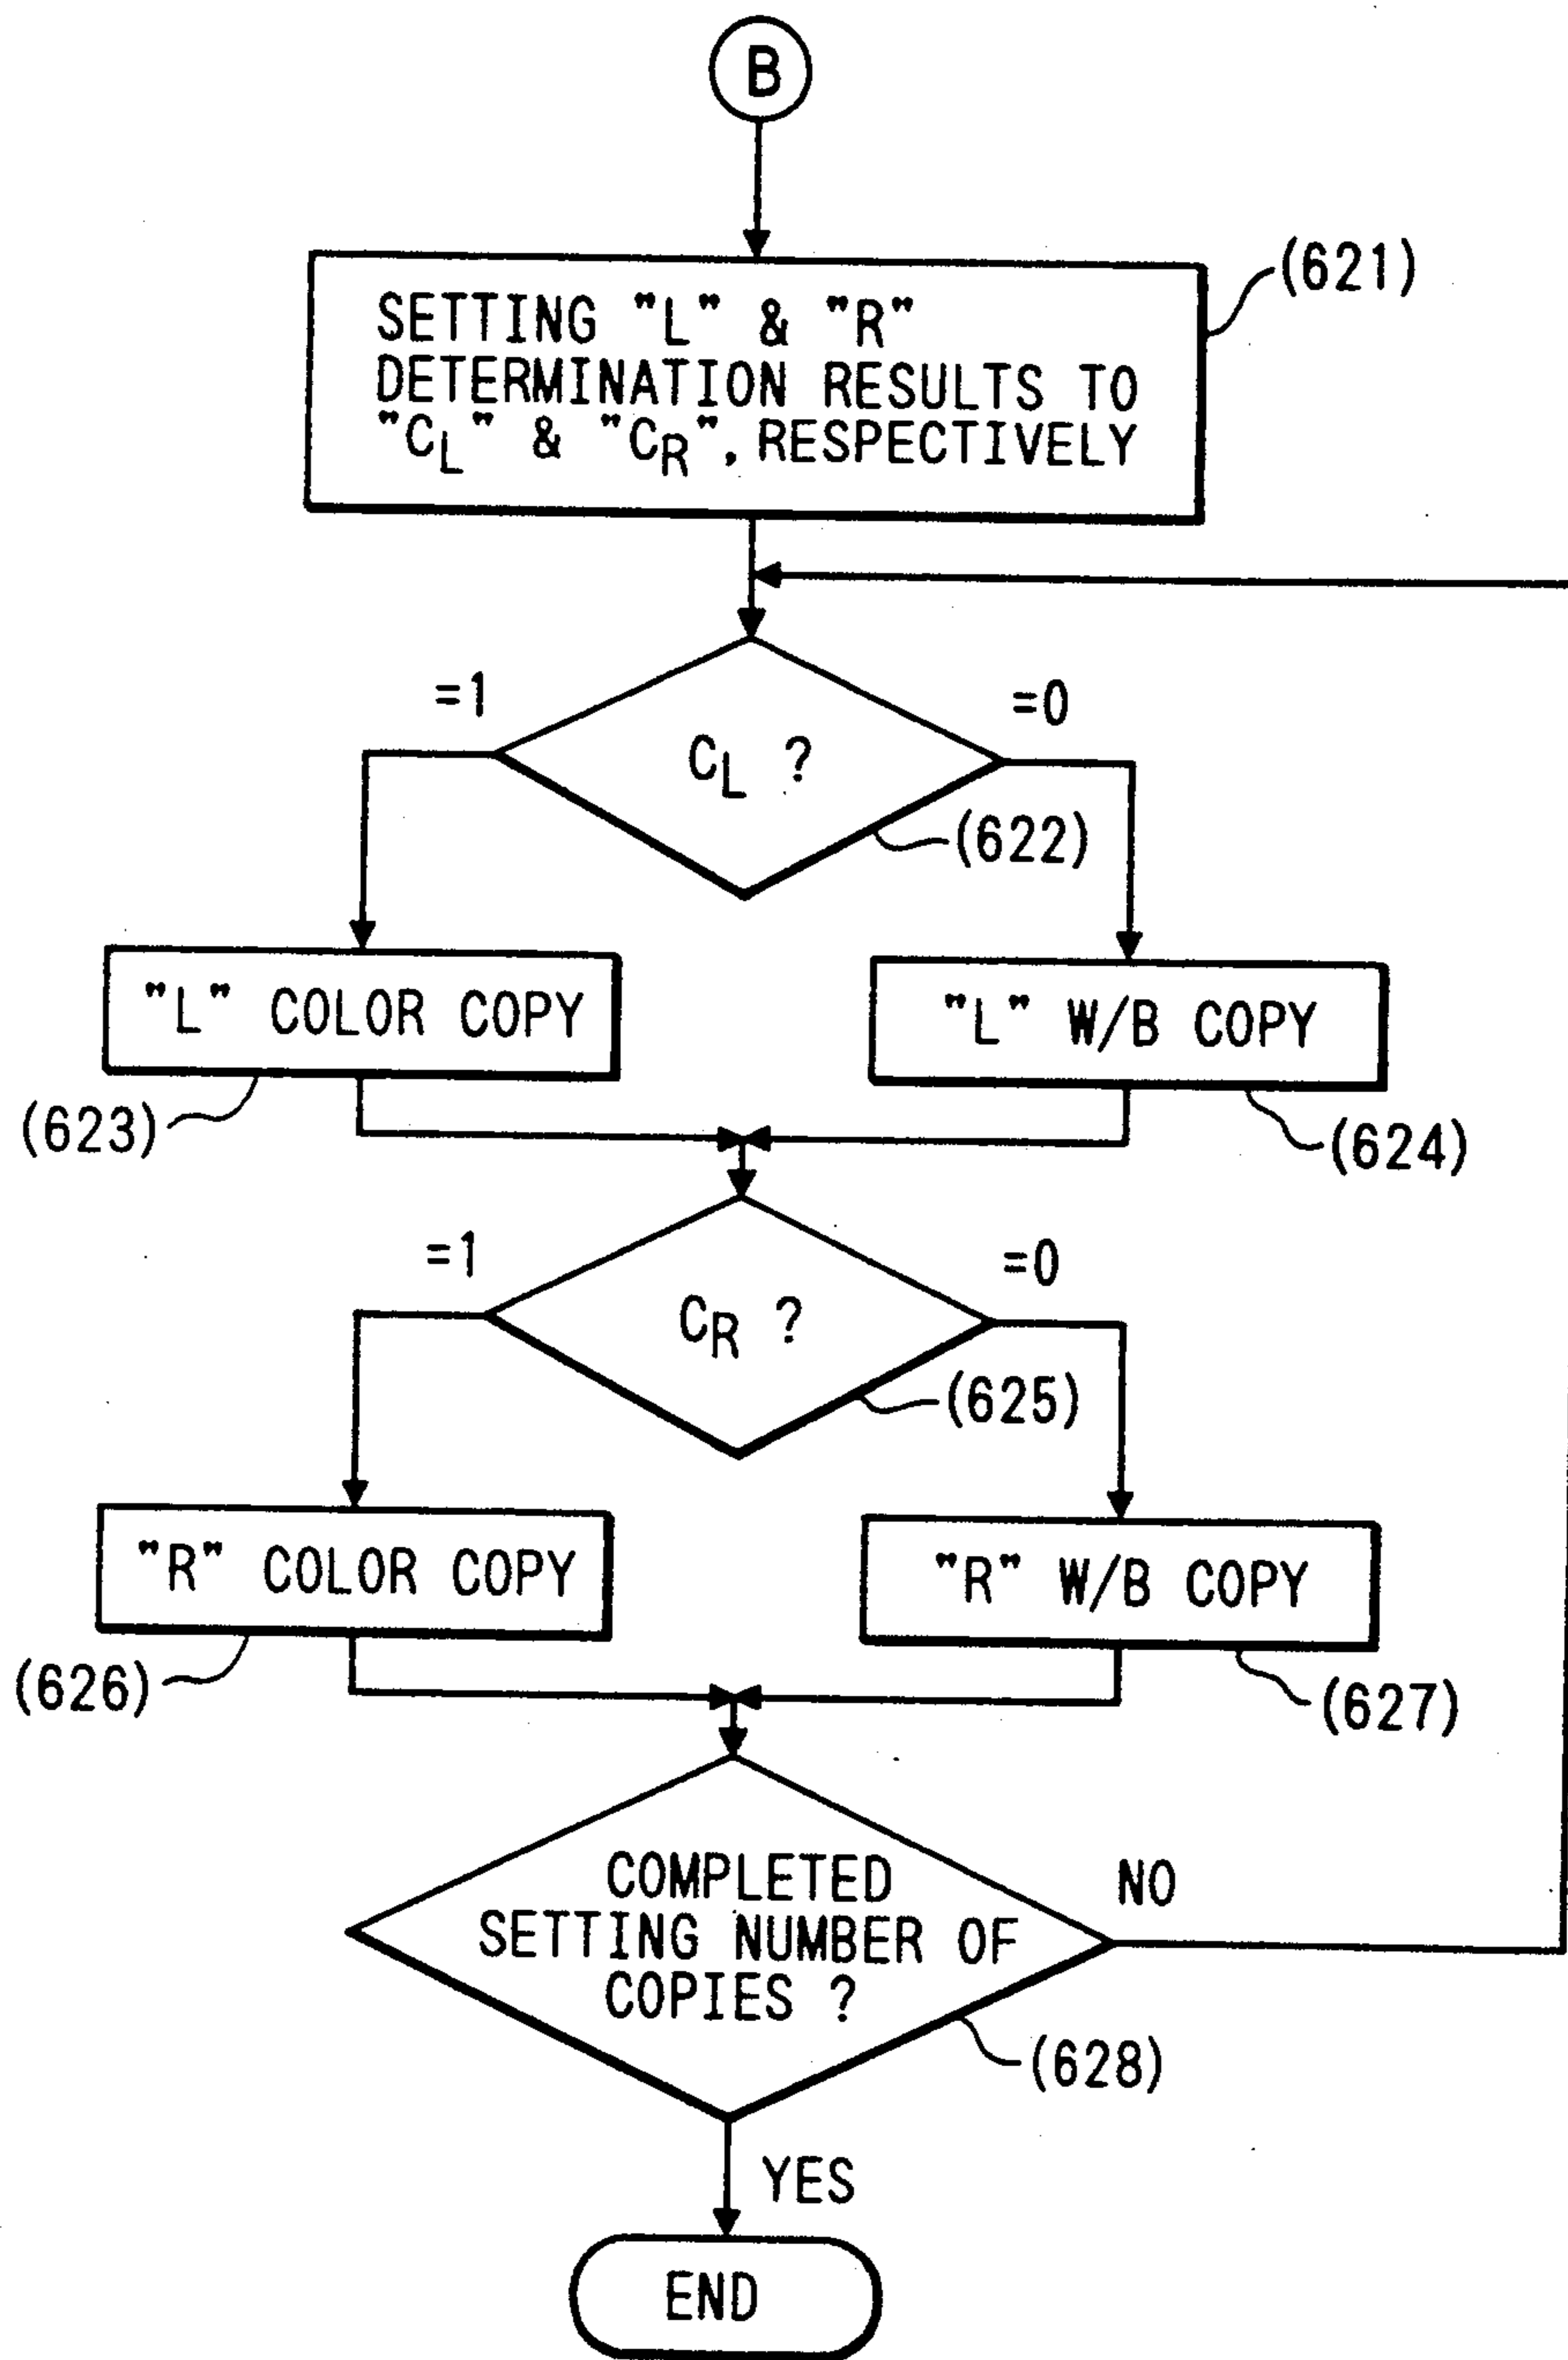 B
(621)
SETTING "L" & "R"
DETERMINATION RESULTS TO
"CL" & "CR", RESPECTIVELY
=1
=0
CL ?
(622)
"L" COLOR COPY
"L" W/B COPY
(623)
(624)
=1
=0
CR ?
(625)
"R" COLOR COPY
"R" W/B COPY
(626)
(627)
COMPLETED
SETTING NUMBER OF
COPIES ?
NO
(628)
YES
END